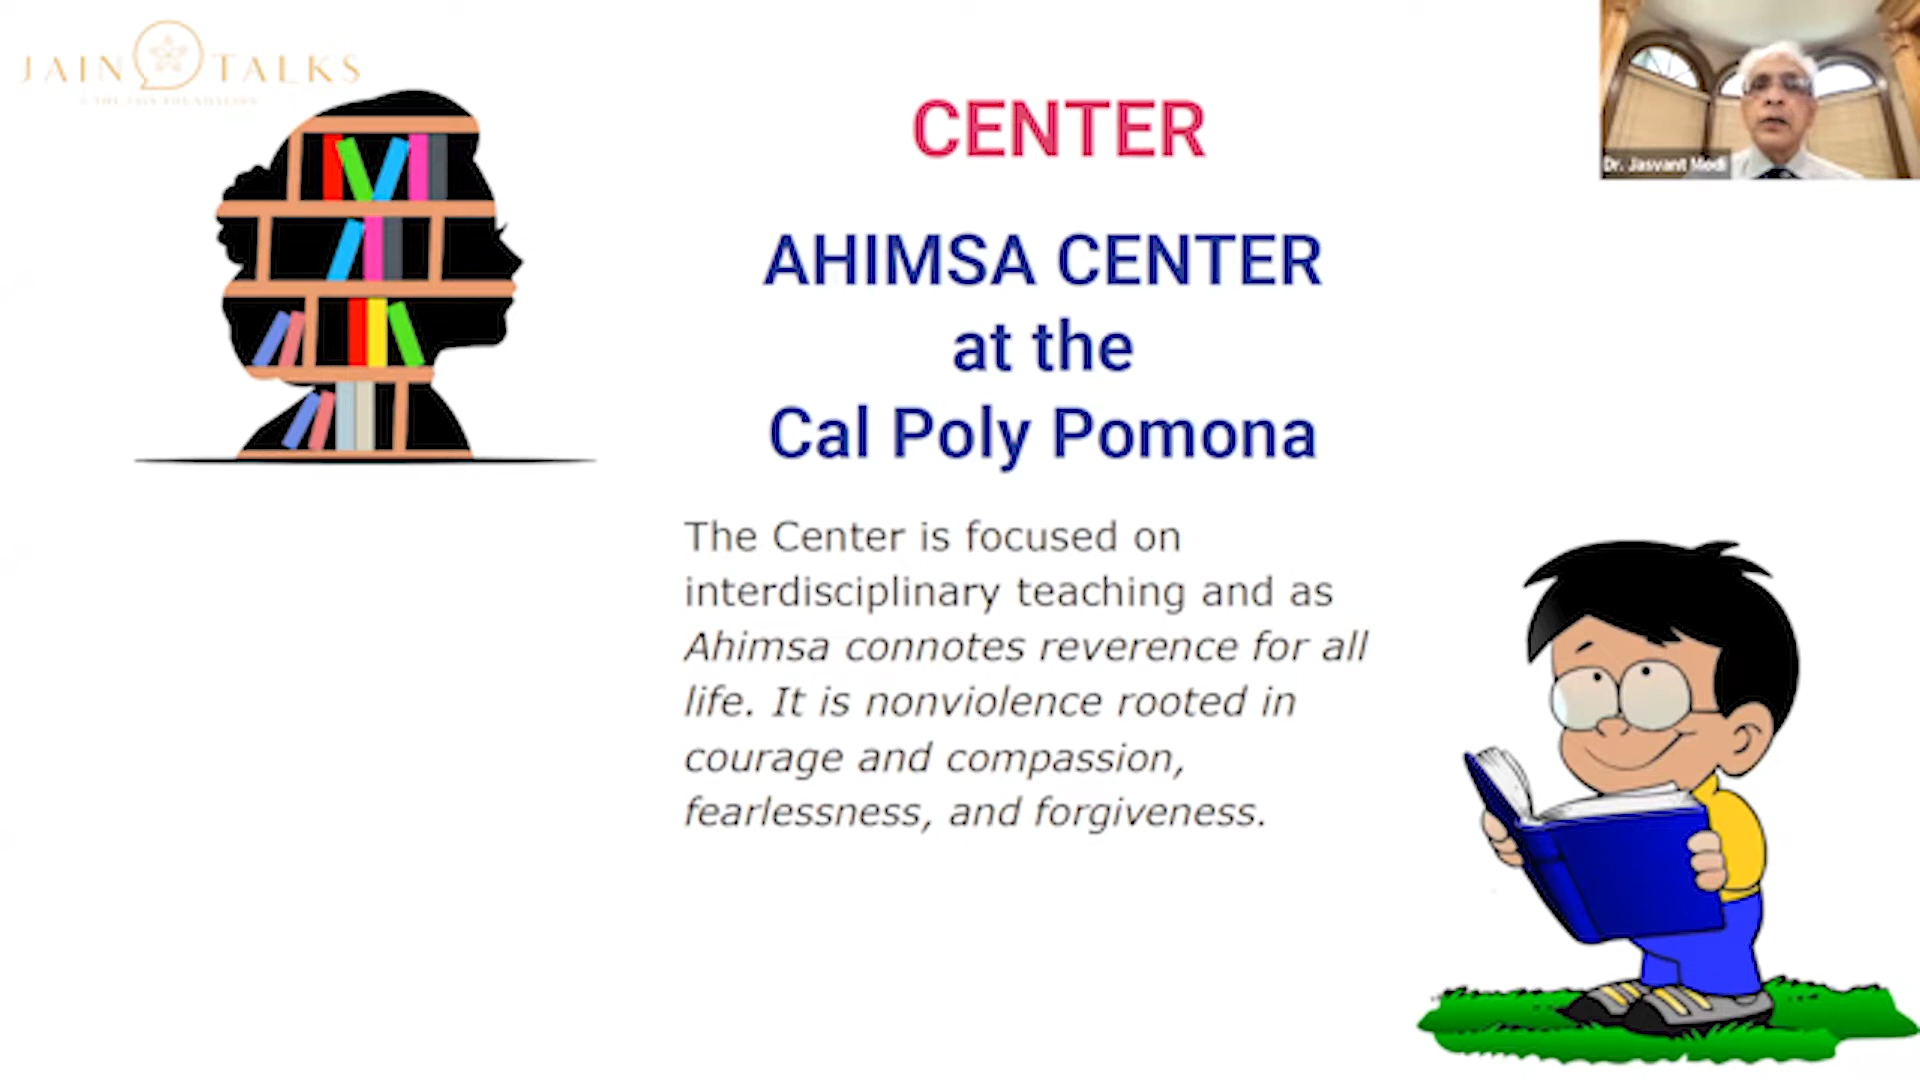 JAIN TALKS
CENTER
Dr. Jasvant Modi
AHIMSA CENTER
at the
Cal Poly Pomona
The Center is focused on
interdisciplinary teaching and as
Ahimsa connotes reverence for all
life. It is nonviolence rooted in
courage and compassion,
fearlessness, and forgiveness.